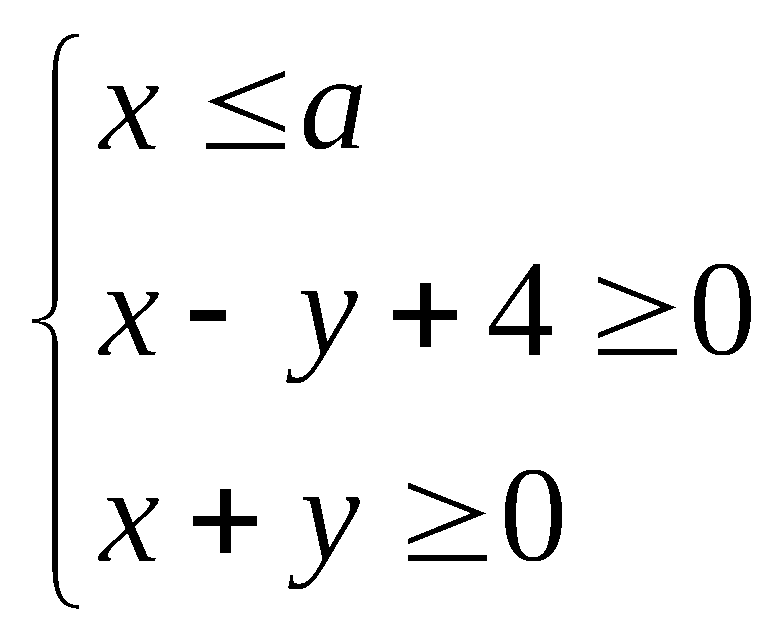 x ≤ a
x - y + 4 ≥ 0
x + y ≥ 0